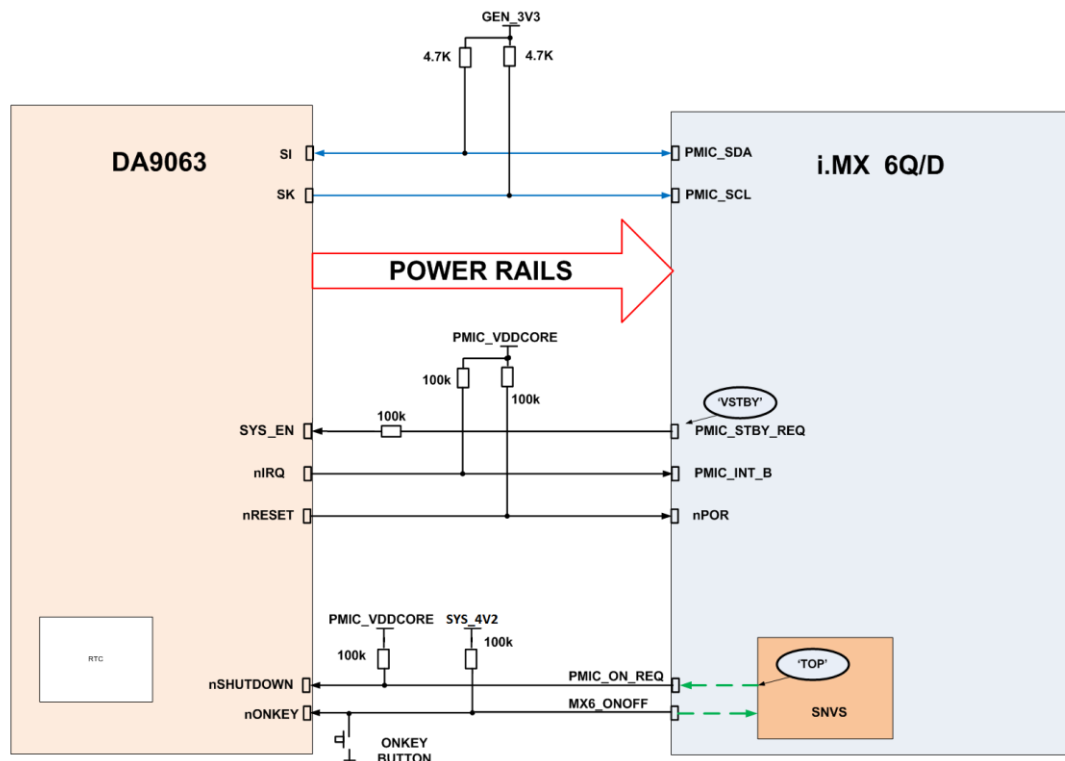 GEN_3V3
4.7K
4.7K
DA9063
i.MX 6Q/D
SI
PMIC_SDA
SK
PMIC_SCL
POWER RAILS
PMIC_VDDCORE
100k
100k
'VSTBY'
100k
SYS_EN
PMIC_STBY_REQ
nIRQ
PMIC_INT_B
nRESET
nPOR
PMIC_VDDCORE
SYS_4V2
100k
100k
RTC
'TOP'
nSHUTDOWN
PMIC_ON_REQ
nONKEY
MX6_ONOFF
SNVS
ONKEY
BUTTON